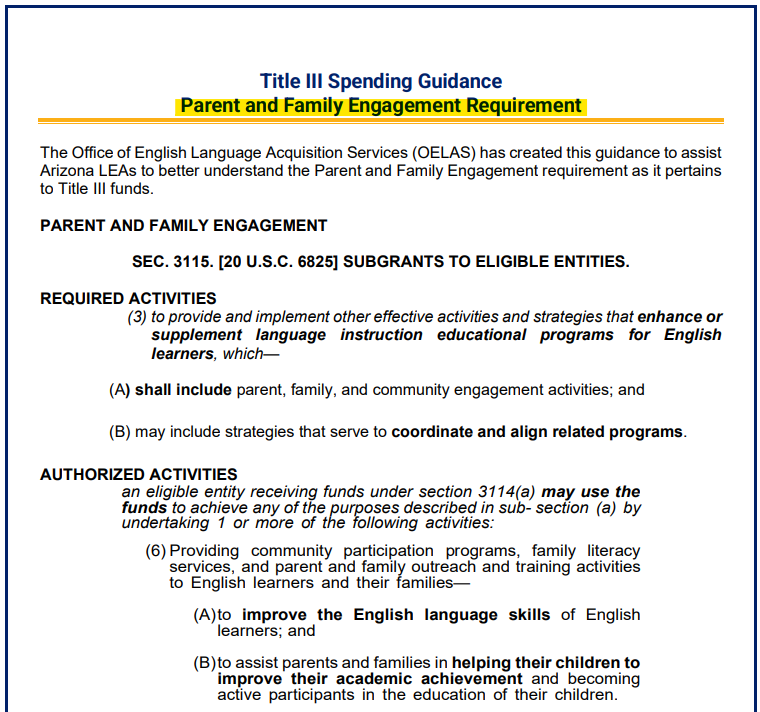 Title III Spending Guidance
Parent and Family Engagement Requirement
The Office of English Language Acquisition Services (OELAS) has created this guidance to assist
Arizona LEAs to better understand the Parent and Family Engagement requirement as it pertains
to Title III funds.
PARENT AND FAMILY ENGAGEMENT
SEC. 3115. [20 U.S.C. 6825] SUBGRANTS TO ELIGIBLE ENTITIES.
REQUIRED ACTIVITIES
(3) to provide and implement other effective activities and strategies that enhance or
supplement language instruction educational programs for English
learners, which—
(A) shall include parent, family, and community engagement activities; and
(B) may include strategies that serve to coordinate and align related programs.
AUTHORIZED ACTIVITIES
an eligible entity receiving funds under section 3114(a) may use the
funds to achieve any of the purposes described in sub- section (a) by
undertaking 1 or more of the following activities:
(6) Providing community participation programs, family literacy
services, and parent and family outreach and training activities
to English learners and their families—
(A) to improve the English language skills of English
learners; and
(B) to assist parents and families in helping their children to
improve their academic achievement and becoming
active participants in the education of their children.